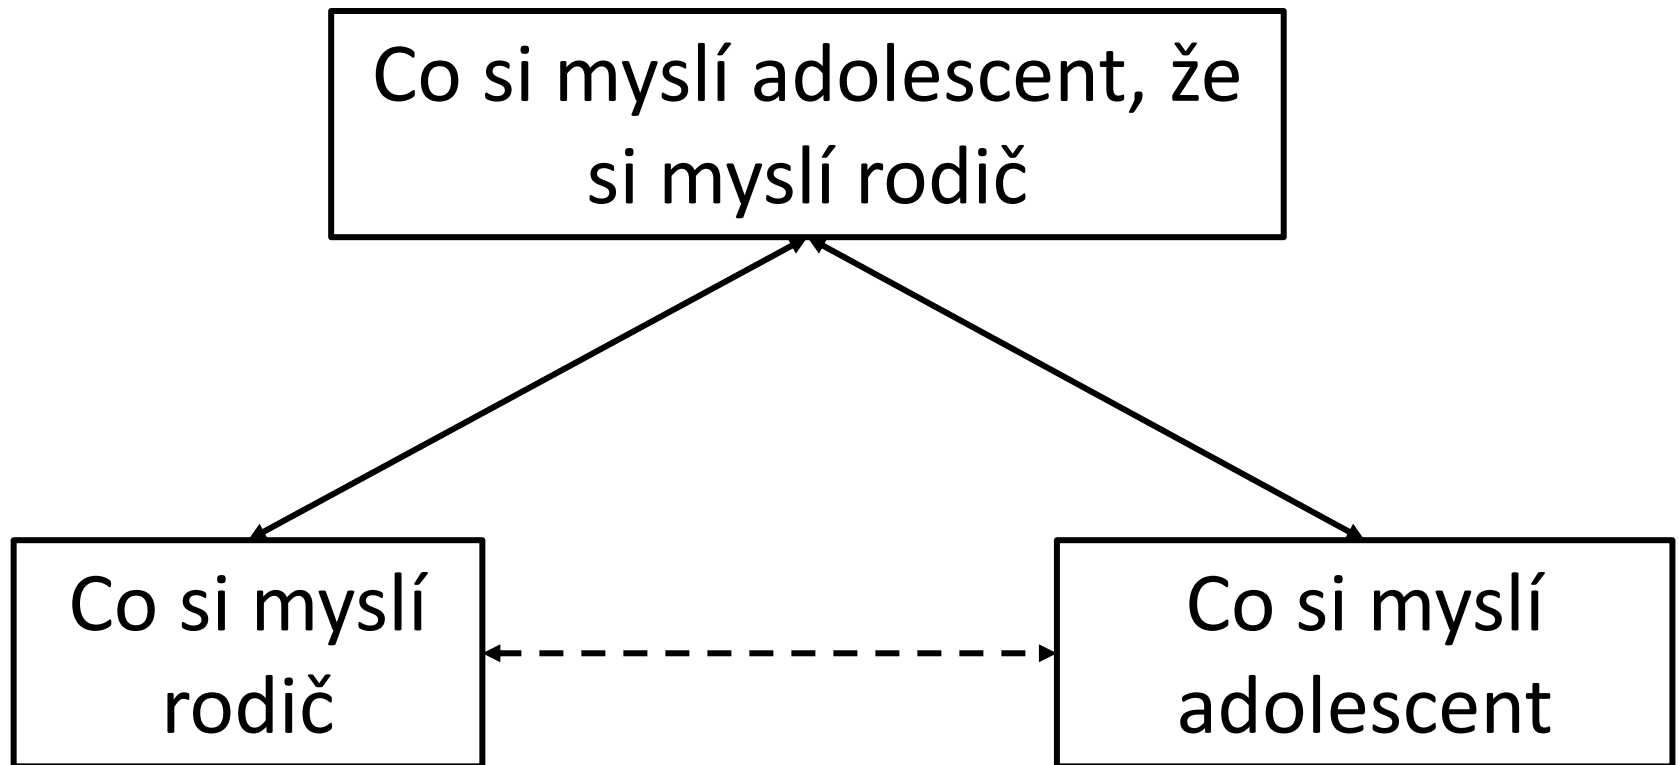 Co si myslí adolescent, že
si myslí rodič
Co si myslí
rodič
Co si myslí
adolescent